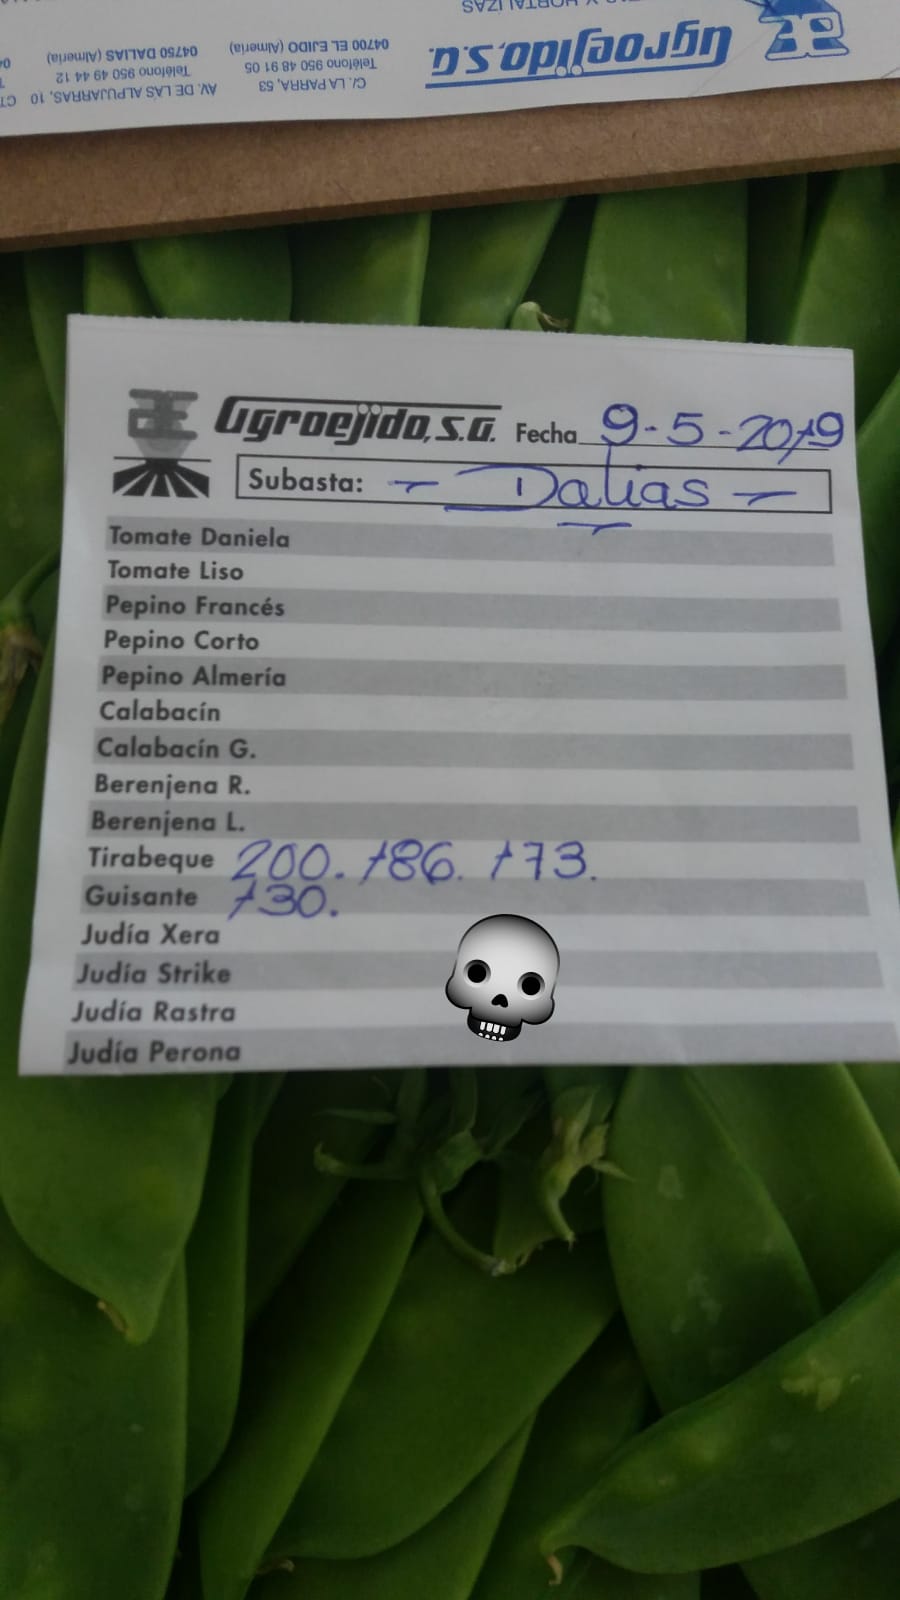 Y HORTALIZAS
Agroejido, S.A.
C/. LA PARRA, 53
Teléfono 950 48 91 05
04700 EL EJIDO (Almería)
AV. DE LAS ALPUJARRAS, 10
Teléfono 950 49 44 12
04750 DALIAS (Almería)
Agroejido, S.A. Fecha 9-5-2019
Subasta: - Dalias -
Tomate Daniela
Tomate Liso
Pepino Francés
Pepino Corto
Pepino Almería
Calabacín
Calabacín G.
Berenjena R.
Berenjena L.
Tirabeque 200. 186. 173.
Guisante 130.
Judía Xera
Judía Strike
Judía Rastra
Judía Perona